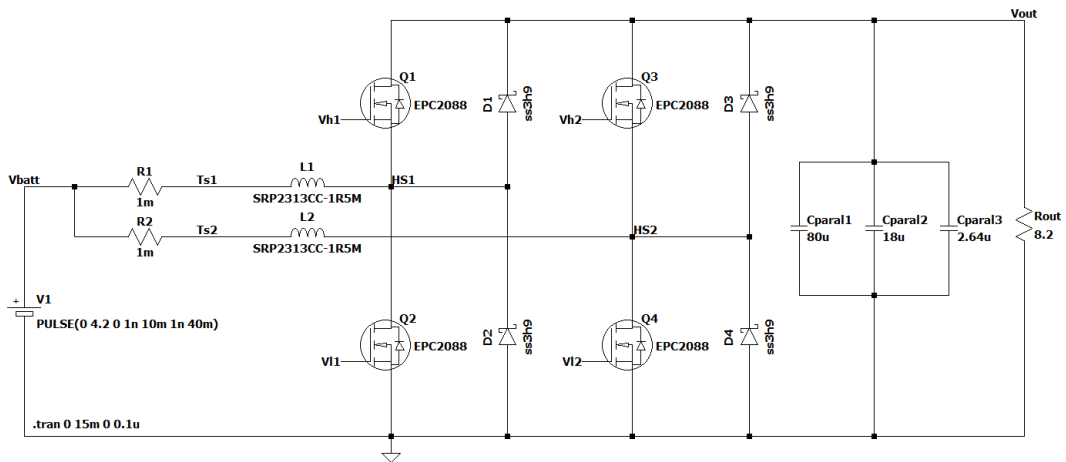 Vout
Q1
EPC2088
Vh1
D1
ss3h9
Q3
EPC2088
Vh2
D3
ss3h9
Vbatt
R1
1m
Ts1
L1
SRP2313CC-1R5M
HS1
R2
1m
Ts2
L2
SRP2313CC-1R5M
HS2
Cparal1
80u
Cparal2
18u
Cparal3
2.64u
Rout
8.2
+
V1
PULSE(0 4.2 0 1n 10m 1n 40m)
Q2
EPC2088
Vl1
D2
ss3h9
Q4
EPC2088
Vl2
D4
ss3h9
.tran 0 15m 0 0.1u